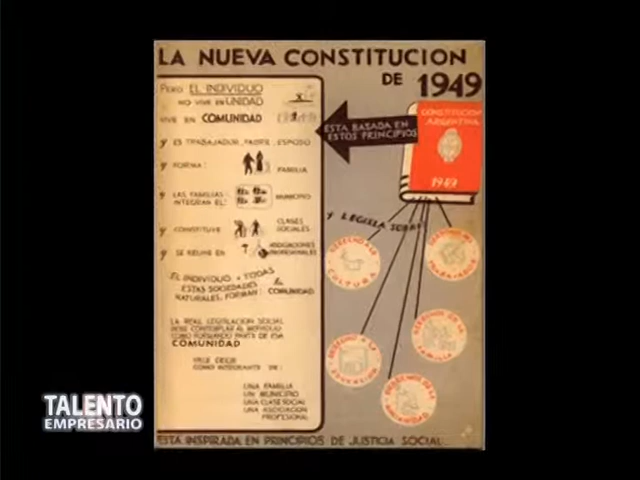 LA NUEVA CONSTITUCION
DE 1949
PERO EL INDIVIDUO
NO VIVE EN UNIDAD
VIVE EN COMUNIDAD
Y ES TRABAJADOR, PADRE, ESPOSO
Y FORMA: FAMILIA
Y LAS FAMILIAS
INTEGRAN EL: MUNICIPIO
Y CONSTITUYE CLASES
SOCIALES
Y SE REUNE EN ASOCIACIONES
PROFESIONALES
EL INDIVIDUO + TODAS
ESTAS SOCIEDADES
NATURALES, FORMAN: LA
COMUNIDAD
LA REAL LEGISLACION SOCIAL
DEBE CONTEMPLAR AL INDIVIDUO
COMO FORMANDO PARTE DE ESA
COMUNIDAD
VALE DECIR
COMO INTEGRANTE DE:
UNA FAMILIA
UN MUNICIPIO
UNA CLASE SOCIAL
UNA ASOCIACION
PROFESIONAL
ESTA BASADA EN
ESTOS PRINCIPIOS
CONSTITUCION
ARGENTINA
1949
Y LEGISLA SOBRE
DERECHO A LA
CULTURA
TRABAJADOR
DERECHOS DE LA
FAMILIA
DERECHO A LA
EDUCACION
DERECHOS DE LA
ESTA INSPIRADA EN PRINCIPIOS DE JUSTICIA SOCIAL
TALENTO
EMPRESARIO